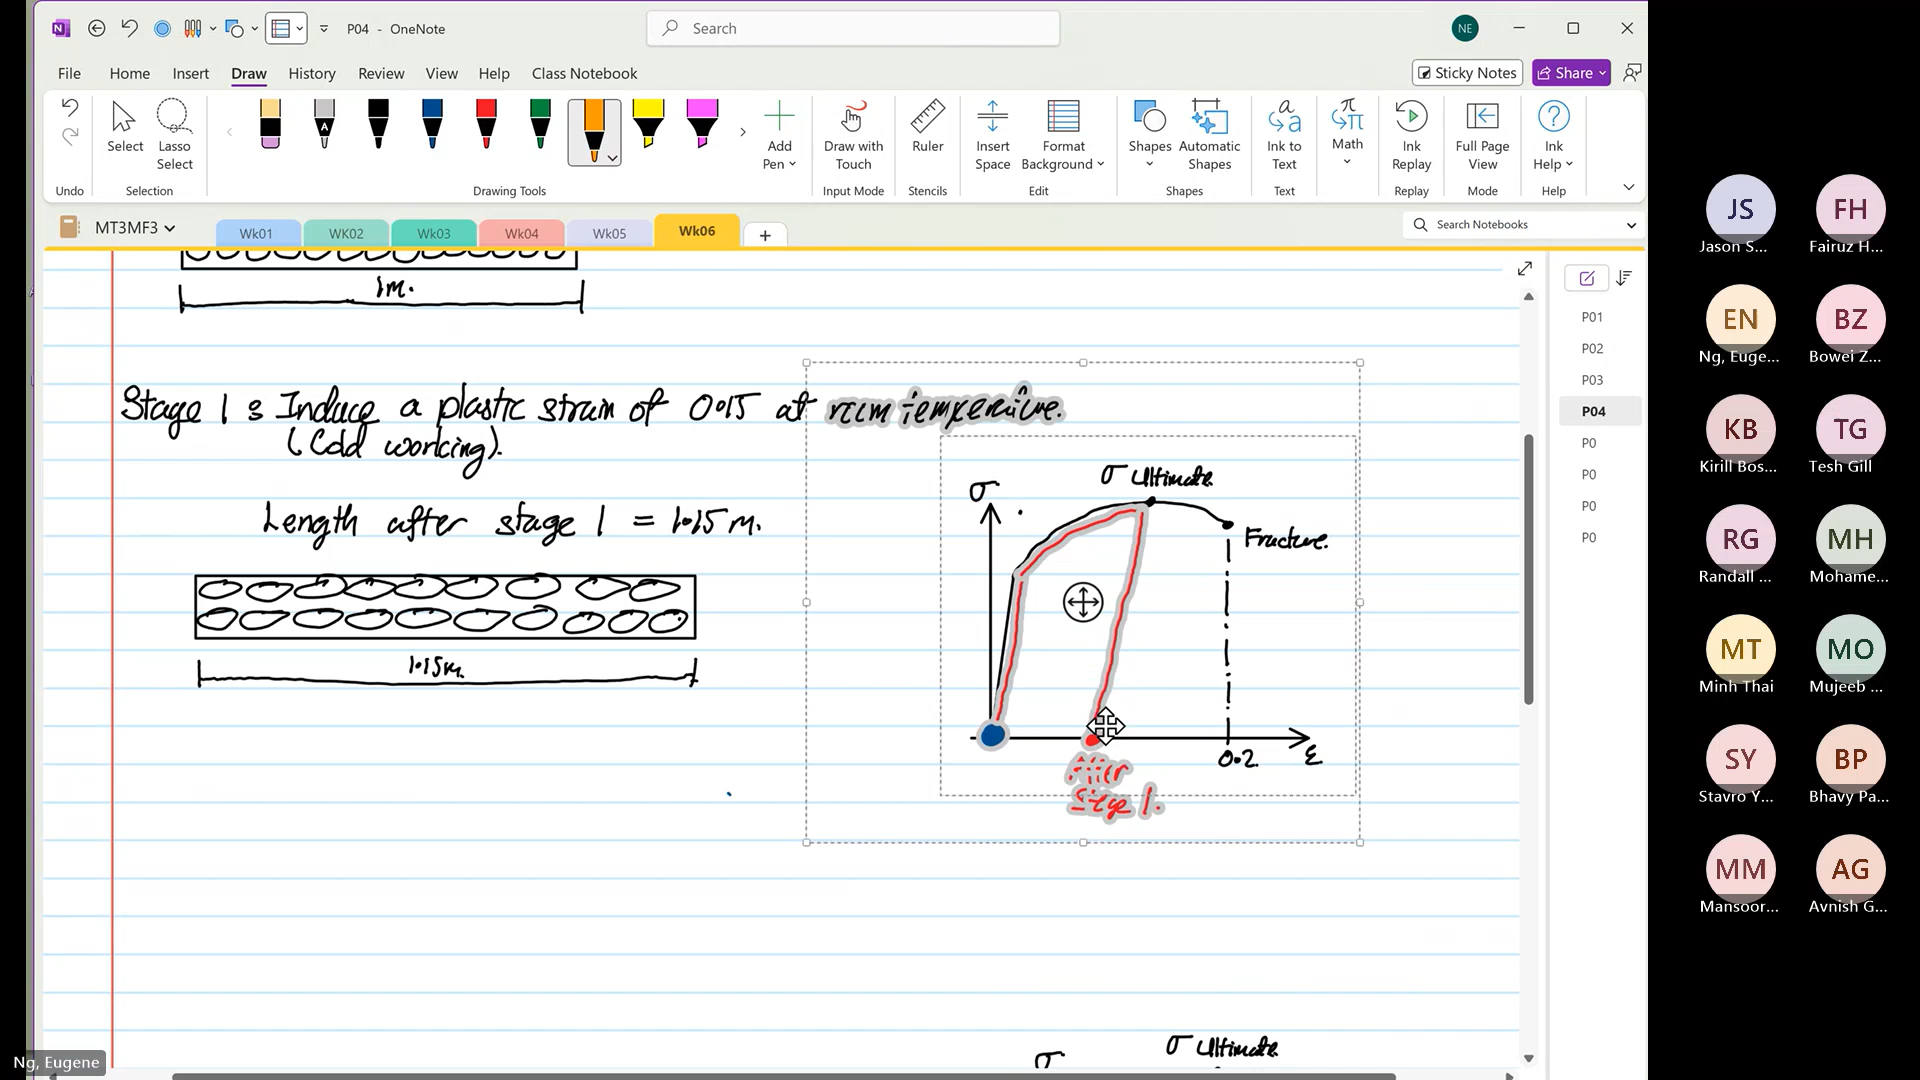 P04 - OneNote
Search
NE
File Home Insert Draw History Review View Help Class Notebook
Sticky Notes
Share
Undo
Select
Lasso Select
Selection
Drawing Tools
Add Pen
Draw with Touch
Input Mode
Ruler
Stencils
Insert Space
Format Background
Edit
Shapes
Automatic Shapes
Shapes
Ink to Text
Text
Math
Ink Replay
Replay
Full Page View
Mode
Ink Help
Help
MT3MF3
Wk01 WK02 Wk03 Wk04 Wk05 Wk06
Search Notebooks
P01
P02
P03
P04
P0
P0
P0
P0
1m.
Stage 1 : Induce a plastic strain of 0.15 at room temperature.
(Cold working).
Length after stage 1 = 1.15 m.
1.15m.
σ
σ Ultimate
Fracture.
0.2
ε
After
Stage 1.
σ Ultimate
σ
JS
Jason S...
FH
Fairuz H...
EN
Ng, Euge...
BZ
Bowei Z...
KB
Kirill Bos...
TG
Tesh Gill
RG
Randall ...
MH
Mohame...
MT
Minh Thai
MO
Mujeeb ...
SY
Stavro Y...
BP
Bhavy Pa...
MM
Mansoor...
AG
Avnish G...
Ng, Eugene